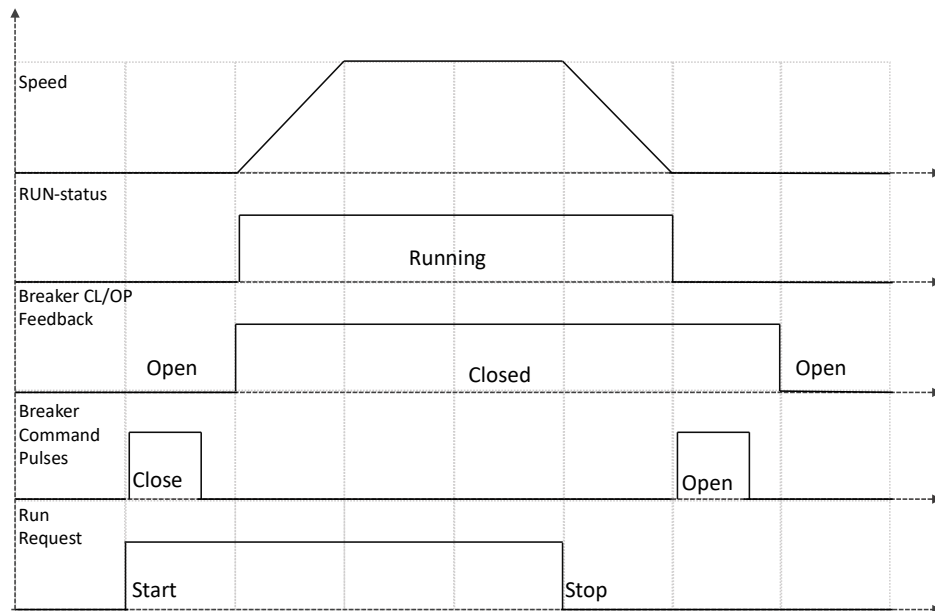 Speed
RUN-status
Running
Breaker CL/OP
Feedback
Open
Closed
Open
Breaker
Command
Pulses
Close
Open
Run
Request
Start
Stop